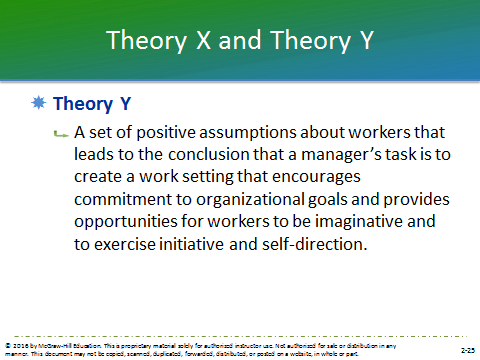 Theory X and Theory Y
Theory Y
A set of positive assumptions about workers that
leads to the conclusion that a manager’s task is to
create a work setting that encourages
commitment to organizational goals and provides
opportunities for workers to be imaginative and
to exercise initiative and self-direction.
© 2016 by McGraw-Hill Education. This is proprietary material solely for authorized instructor use. Not authorized for sale or distribution in any
manner. This document may not be copied, scanned, duplicated, forwarded, distributed, or posted on a website, in whole or part.
2-25